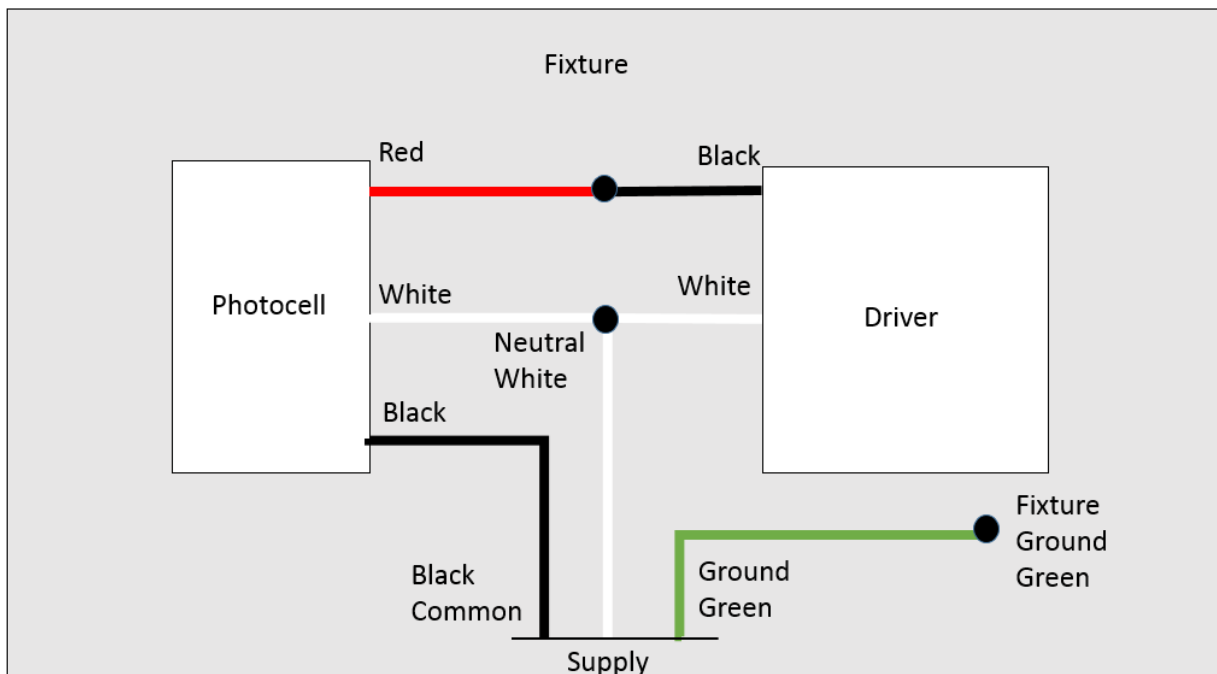 Fixture
Red
Black
White
White
Photocell
Driver
Neutral
White
Black
Fixture
Ground
Green
Black
Common
Ground
Green
Supply